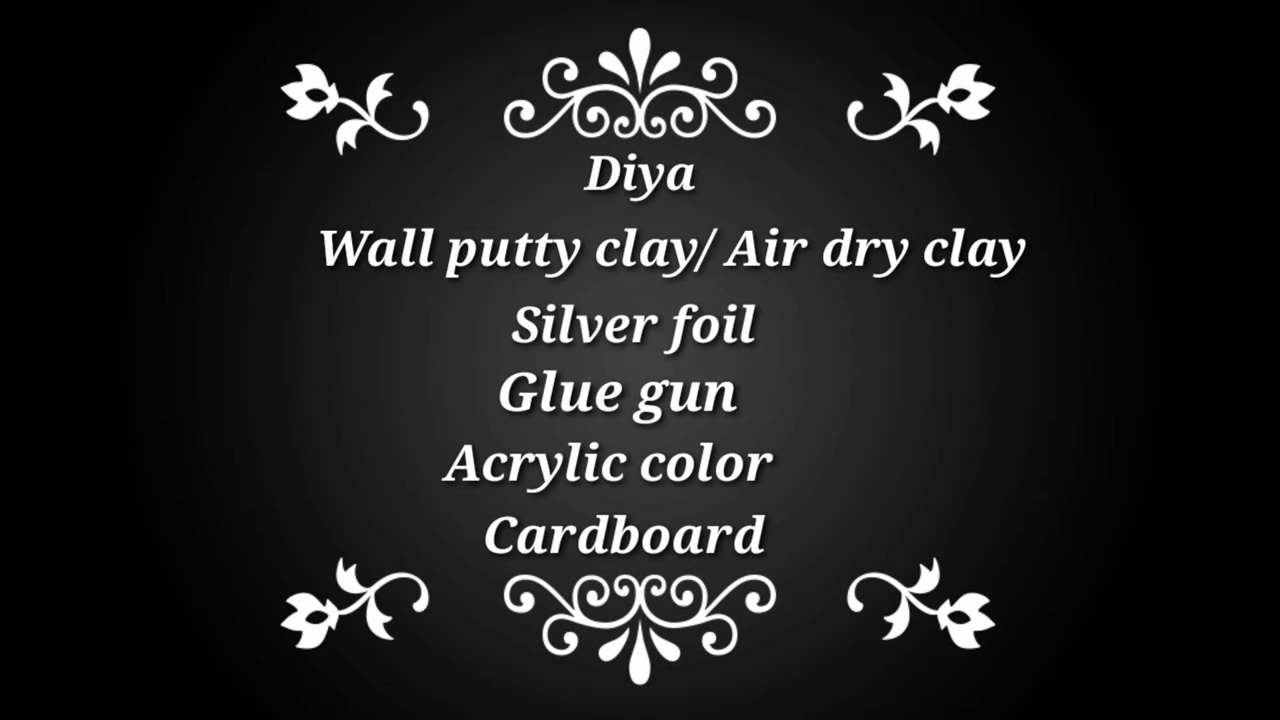 Diya
Wall putty clay/ Air dry clay
Silver foil
Glue gun
Acrylic color
Cardboard